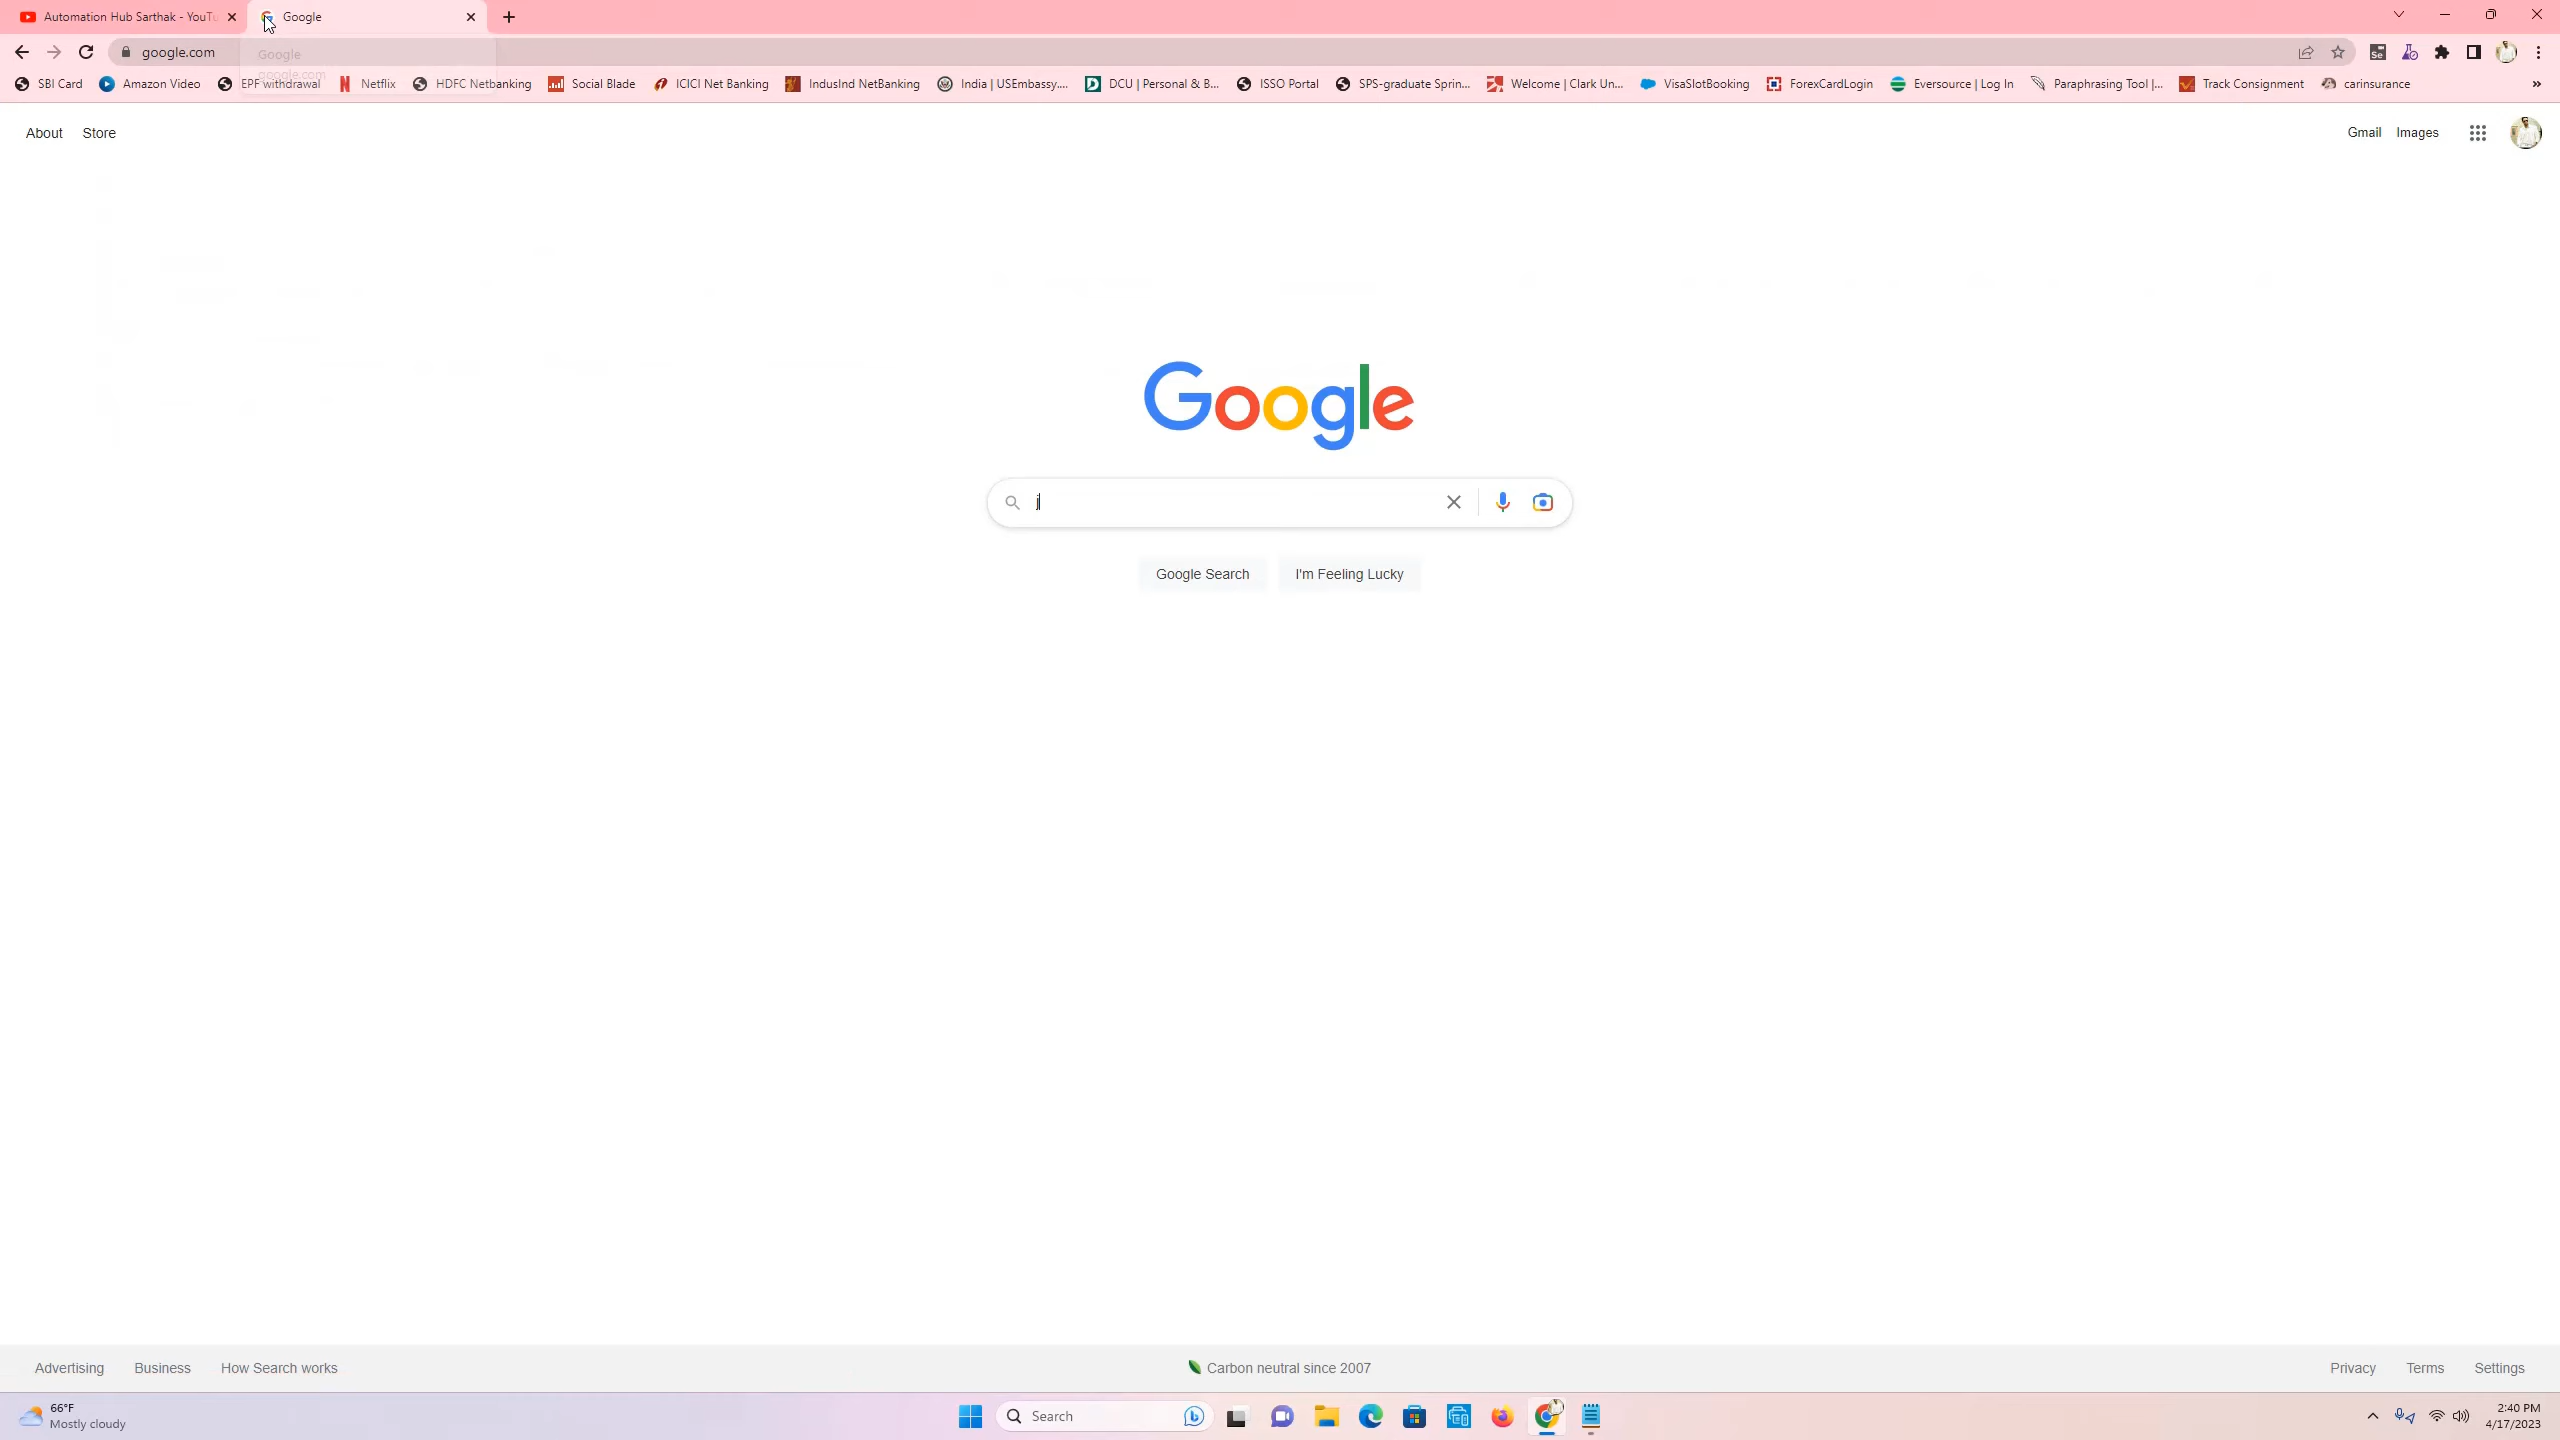 Automation Hub Sarthak - YouTu
Google
google.com
Google
google.com
SBI Card
Amazon Video
EPF withdrawal
Netflix
HDFC Netbanking
Social Blade
ICICI Net Banking
IndusInd NetBanking
India | USEmbassy....
DCU | Personal & B...
ISSO Portal
SPS-graduate Sprin...
Welcome | Clark Un...
VisaSlotBooking
ForexCardLogin
Eversource | Log In
Paraphrasing Tool |...
Track Consignment
carinsurance
»
About Store
Gmail Images
Google
j
Google Search I'm Feeling Lucky
Advertising Business How Search works
Carbon neutral since 2007
Privacy Terms Settings
66°F
Mostly cloudy
Search
2:40 PM
4/17/2023